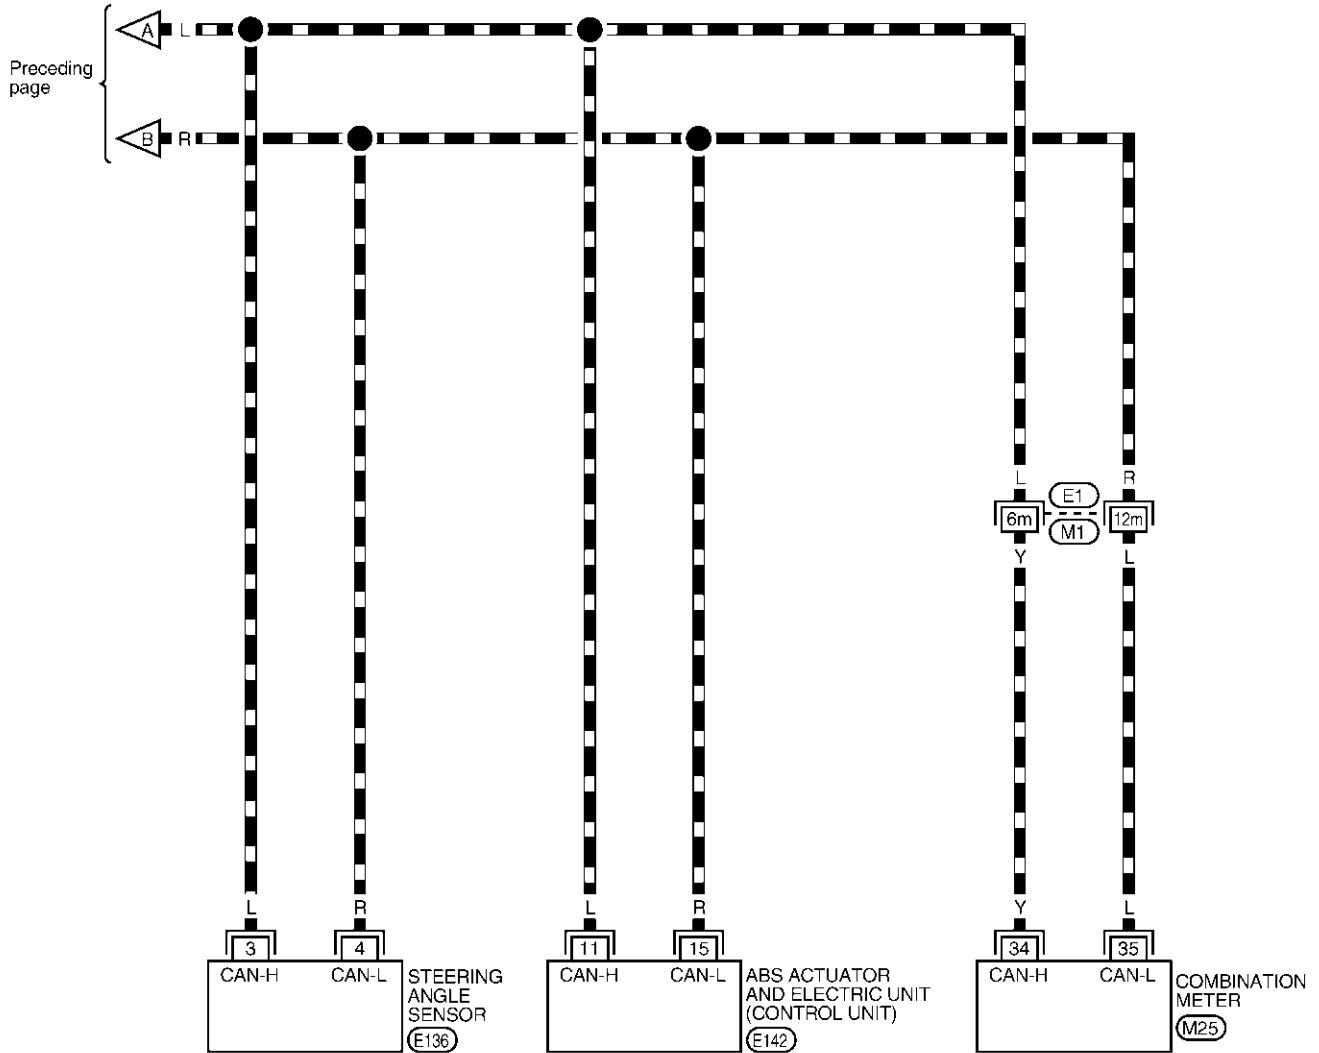 A L
Preceding
page
B R
L R
E1
6m 12m
M1
Y L
L R L R Y L
3 4 11 15 34 35
CAN-H CAN-L CAN-H CAN-L CAN-H CAN-L
STEERING
ANGLE
SENSOR
E136
ABS ACTUATOR
AND ELECTRIC UNIT
(CONTROL UNIT)
E142
COMBINATION
METER
M25